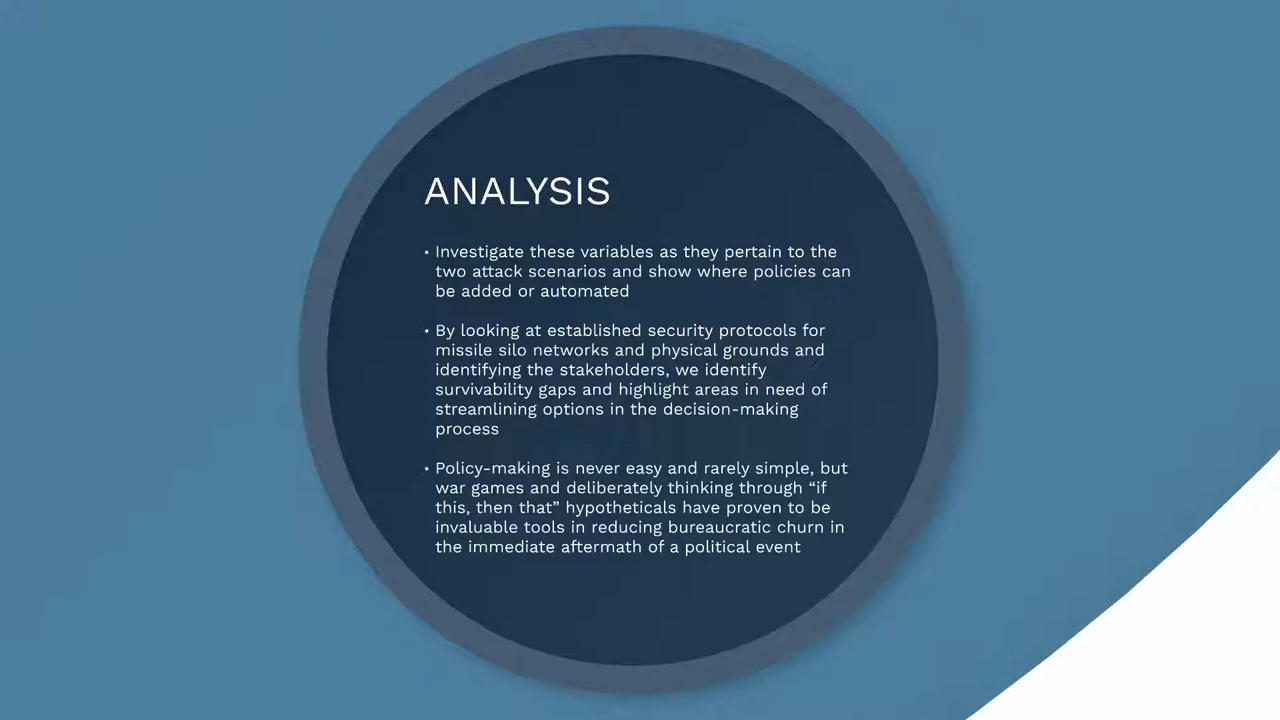 ANALYSIS
• Investigate these variables as they pertain to the
two attack scenarios and show where policies can
be added or automated
• By looking at established security protocols for
missile silo networks and physical grounds and
identifying the stakeholders, we identify
survivability gaps and highlight areas in need of
streamlining options in the decision-making
process
• Policy-making is never easy and rarely simple, but
war games and deliberately thinking through “if
this, then that” hypotheticals have proven to be
invaluable tools in reducing bureaucratic churn in
the immediate aftermath of a political event